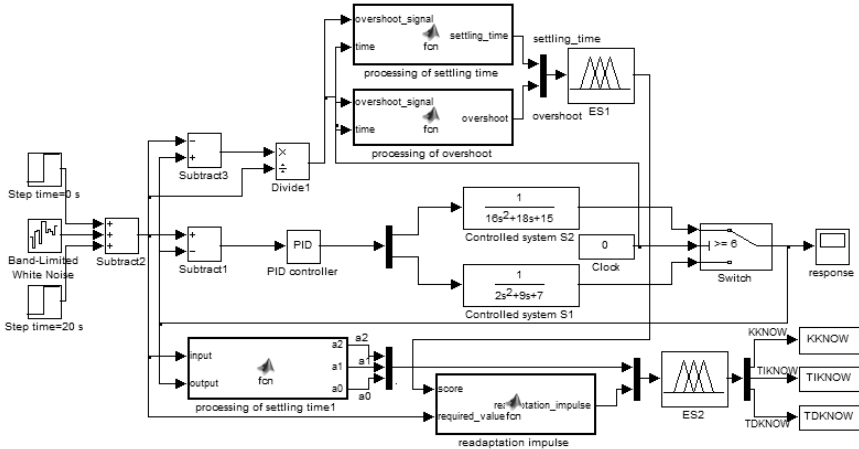 overshoot_signal
time
fcn
settling_time
processing of settling time
settling_time
ES1
overshoot_signal
time
fcn
overshoot
processing of overshoot
overshoot
Step time=0 s
Band-Limited
White Noise
Step time=20 s
+
+
+
Subtract2
−
+
Subtract3
×
÷
Divide1
+
−
Subtract1
PID
PID controller
1
16s²+18s+15
Controlled system S2
0
Clock
1
2s²+9s+7
Controlled system S1
>= 6
Switch
response
input
output
fcn
a2
a1
a0
processing of settling time1
a2
a1
a0
score
required_value
fcn
readaptation impulse
ES2
KKNOW
TIKNOW
TDKNOW
KKNOW
TIKNOW
TDKNOW